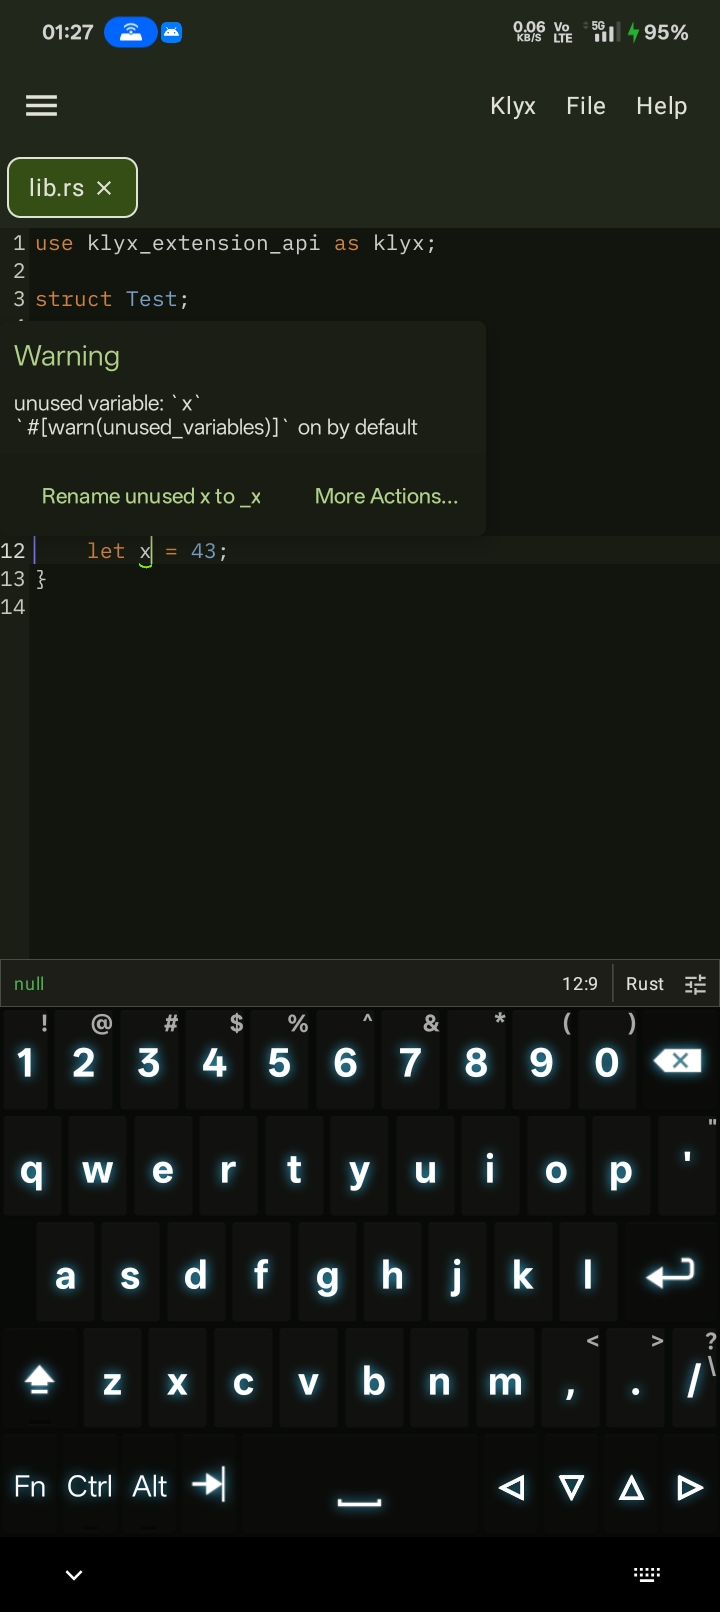 01:27 0.06 KB/S Vo LTE 5G 95%
Klyx File Help
lib.rs ×
1 use klyx_extension_api as klyx;
2
3 struct Test;
Warning
unused variable: `x`
`#[warn(unused_variables)]` on by default
Rename unused x to _x More Actions...
12 let x = 43;
13 }
14
null 12:9 Rust
! @ # $ % ^ & * ( )
1 2 3 4 5 6 7 8 9 0
"
q w e r t y u i o p '
a s d f g h j k l
< > ?
z x c v b n m , . / \
Fn Ctrl Alt